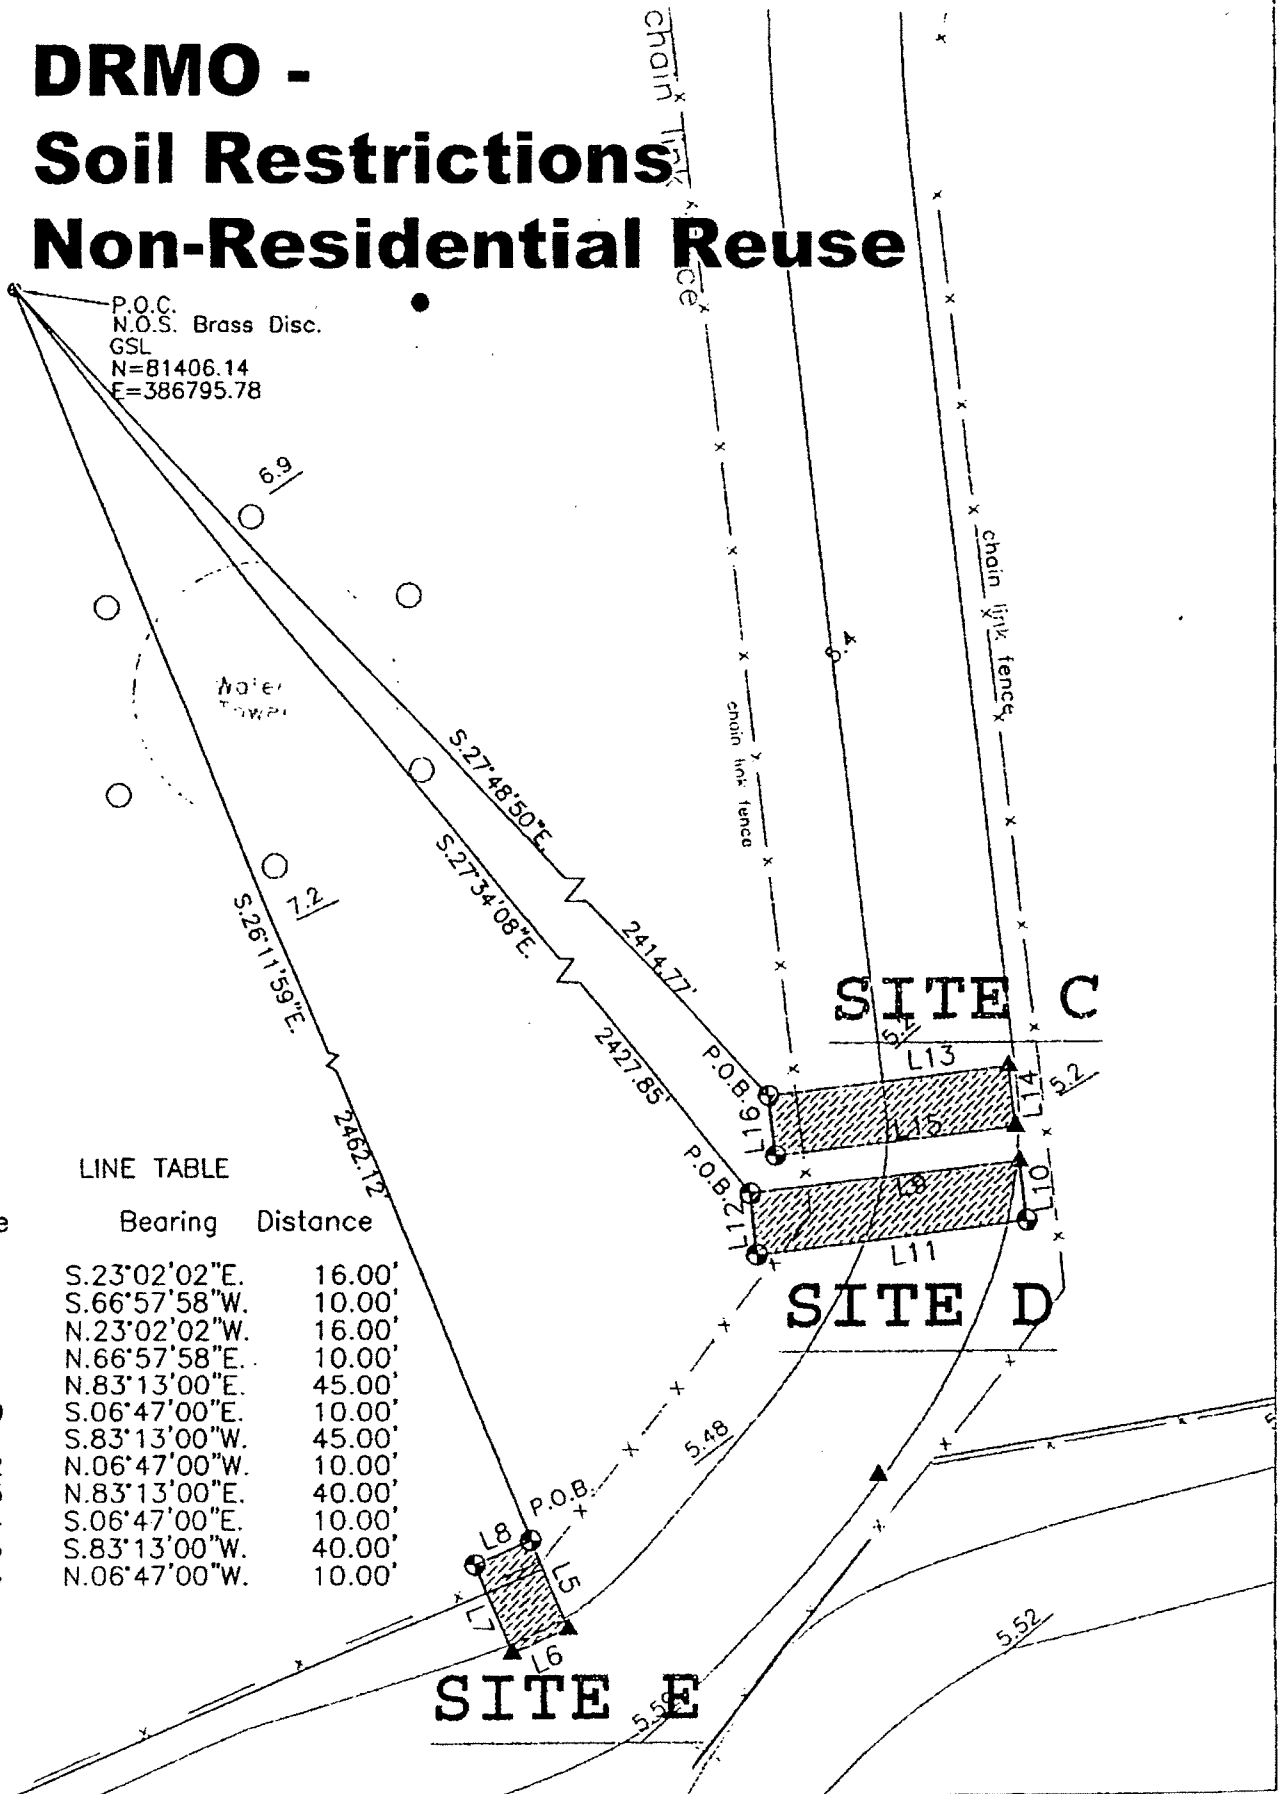 DRMO -
Soil Restrictions
Non-Residential Reuse
chain link fence
P.O.C.
N.O.S. Brass Disc.
GSL
N=81406.14
E=386795.78
6.9
chain link fence
Water
Tower
chain link fence
S.27°48'50"E.
S.27°34'08"E.
7.2
S.26°11'59"E.
2414.77'
2427.85'
2462.12'
SITE C
5.2
L13
P.O.B.
L14
5.2
L16
L15
P.O.B.
L9
L10
L12
L11
SITE D
LINE TABLE
e Bearing Distance
S.23°02'02"E. 16.00'
S.66°57'58"W. 10.00'
N.23°02'02"W. 16.00'
N.66°57'58"E. 10.00'
N.83°13'00"E. 45.00'
S.06°47'00"E. 10.00'
S.83°13'00"W. 45.00'
N.06°47'00"W. 10.00'
N.83°13'00"E. 40.00'
S.06°47'00"E. 10.00'
S.83°13'00"W. 40.00'
N.06°47'00"W. 10.00'
5.48
P.O.B.
L8
L5
L7
L6
SITE E
5.52